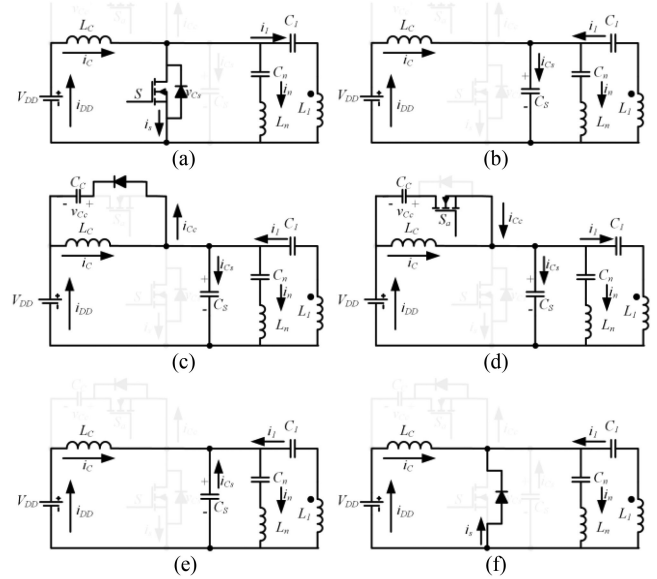 L_C i_1 C_1
i_C C_n
V_DD i_DD S v_Cs i_n L_1
i_s L_n
(a)
L_C i_1 C_1
i_C + i_Cs C_n
V_DD i_DD - C_S i_n L_1
L_n
(b)
C_C
- v_Cc + i_Cc
L_C i_1 C_1
i_C + i_Cs C_n
V_DD i_DD - C_S i_n L_1
L_n
(c)
C_C
- v_Cc + S_a i_Cc
L_C i_1 C_1
i_C + i_Cs C_n
V_DD i_DD - C_S i_n L_1
L_n
(d)
L_C i_1 C_1
i_C + i_Cs C_n
V_DD i_DD - C_S i_n L_1
L_n
(e)
L_C i_1 C_1
i_C C_n
V_DD i_DD i_n L_1
i_s L_n
(f)